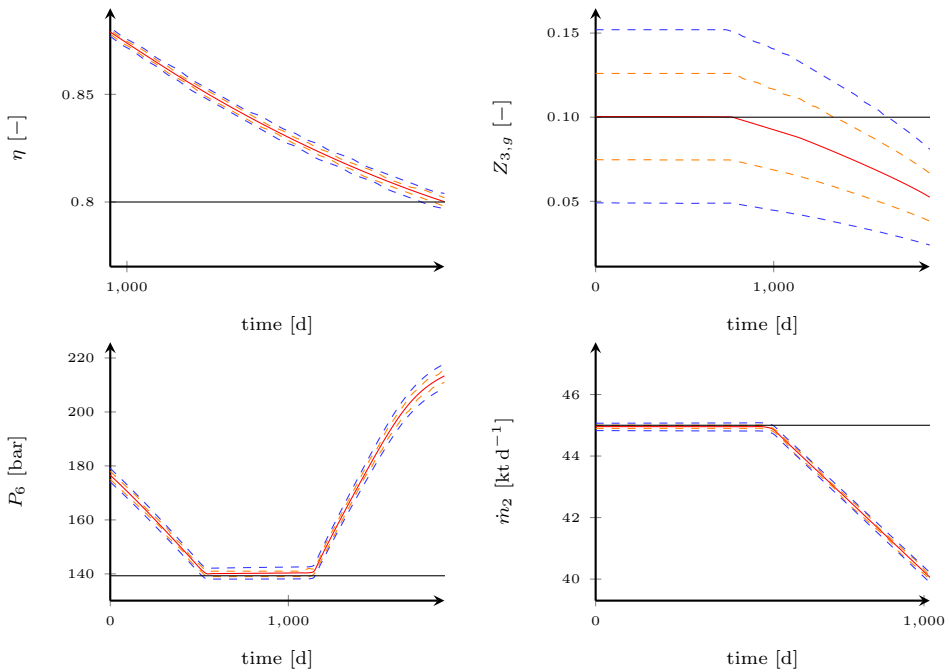 η [−]
0.85
0.8
1,000
time [d]
Z3,g [−]
0.15
0.10
0.05
0
1,000
time [d]
P6 [bar]
220
200
180
160
140
0
1,000
time [d]
ṁ2 [kt d−1]
46
44
42
40
0
1,000
time [d]